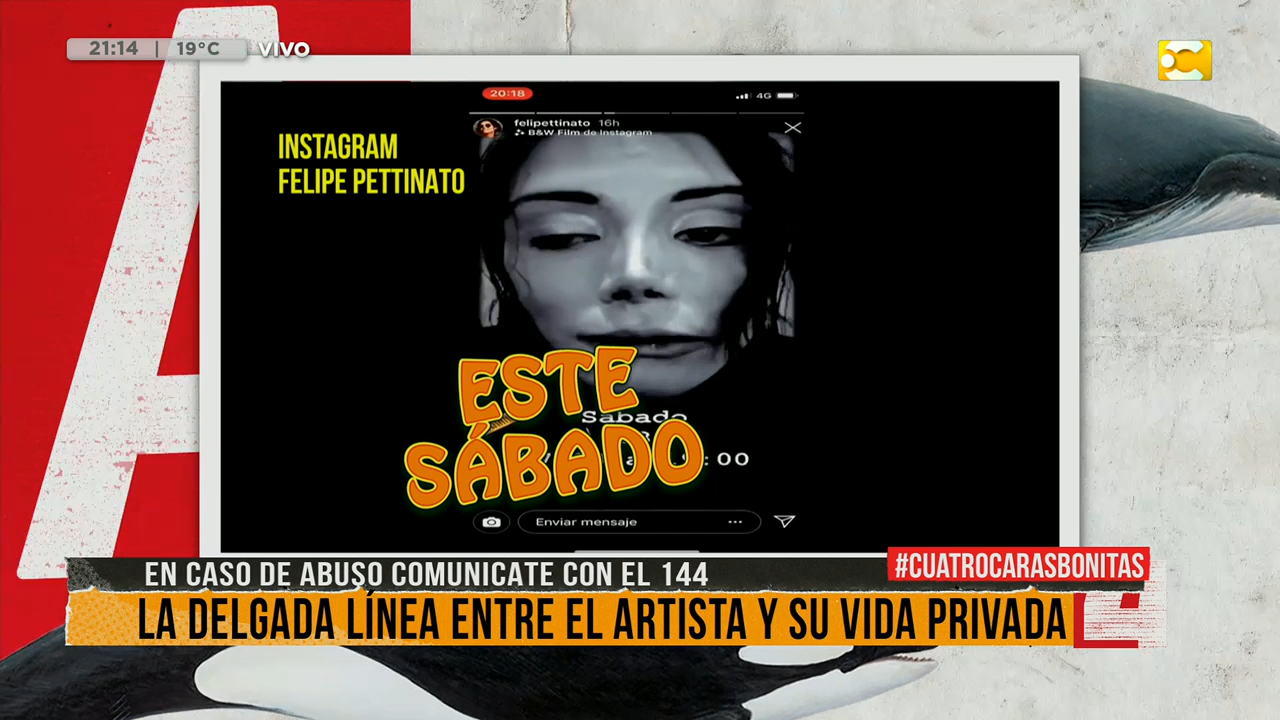 21:14 | 19°C VIVO
20:18
4G
felipettinato 16h
B&W Film de Instagram
INSTAGRAM
FELIPE PETTINATO
ESTE
SÁBADO
Sabado
:00
Enviar mensaje
EN CASO DE ABUSO COMUNICATE CON EL 144
#CUATROCARASBONITAS
LA DELGADA LÍNEA ENTRE EL ARTISTA Y SU VIDA PRIVADA